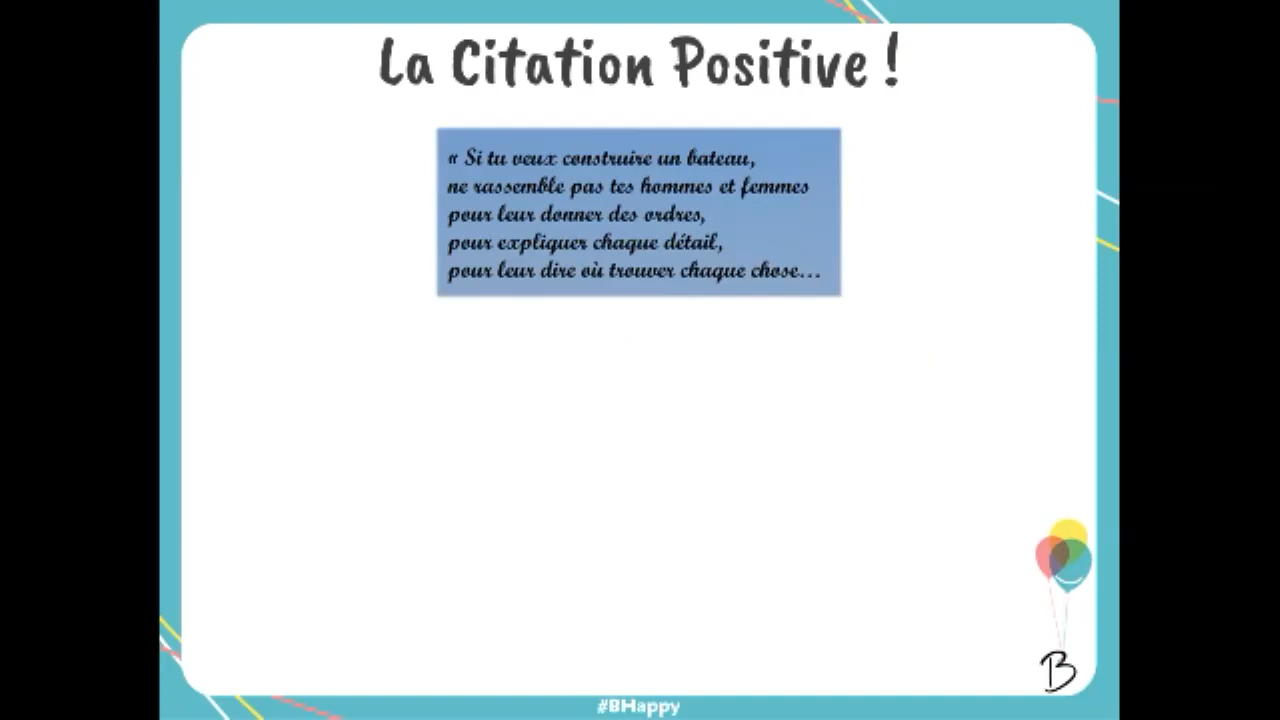 La Citation Positive !
« Si tu veux construire un bateau,
ne rassemble pas tes hommes et femmes
pour leur donner des ordres,
pour expliquer chaque détail,
pour leur dire où trouver chaque chose...
B
#BHappy